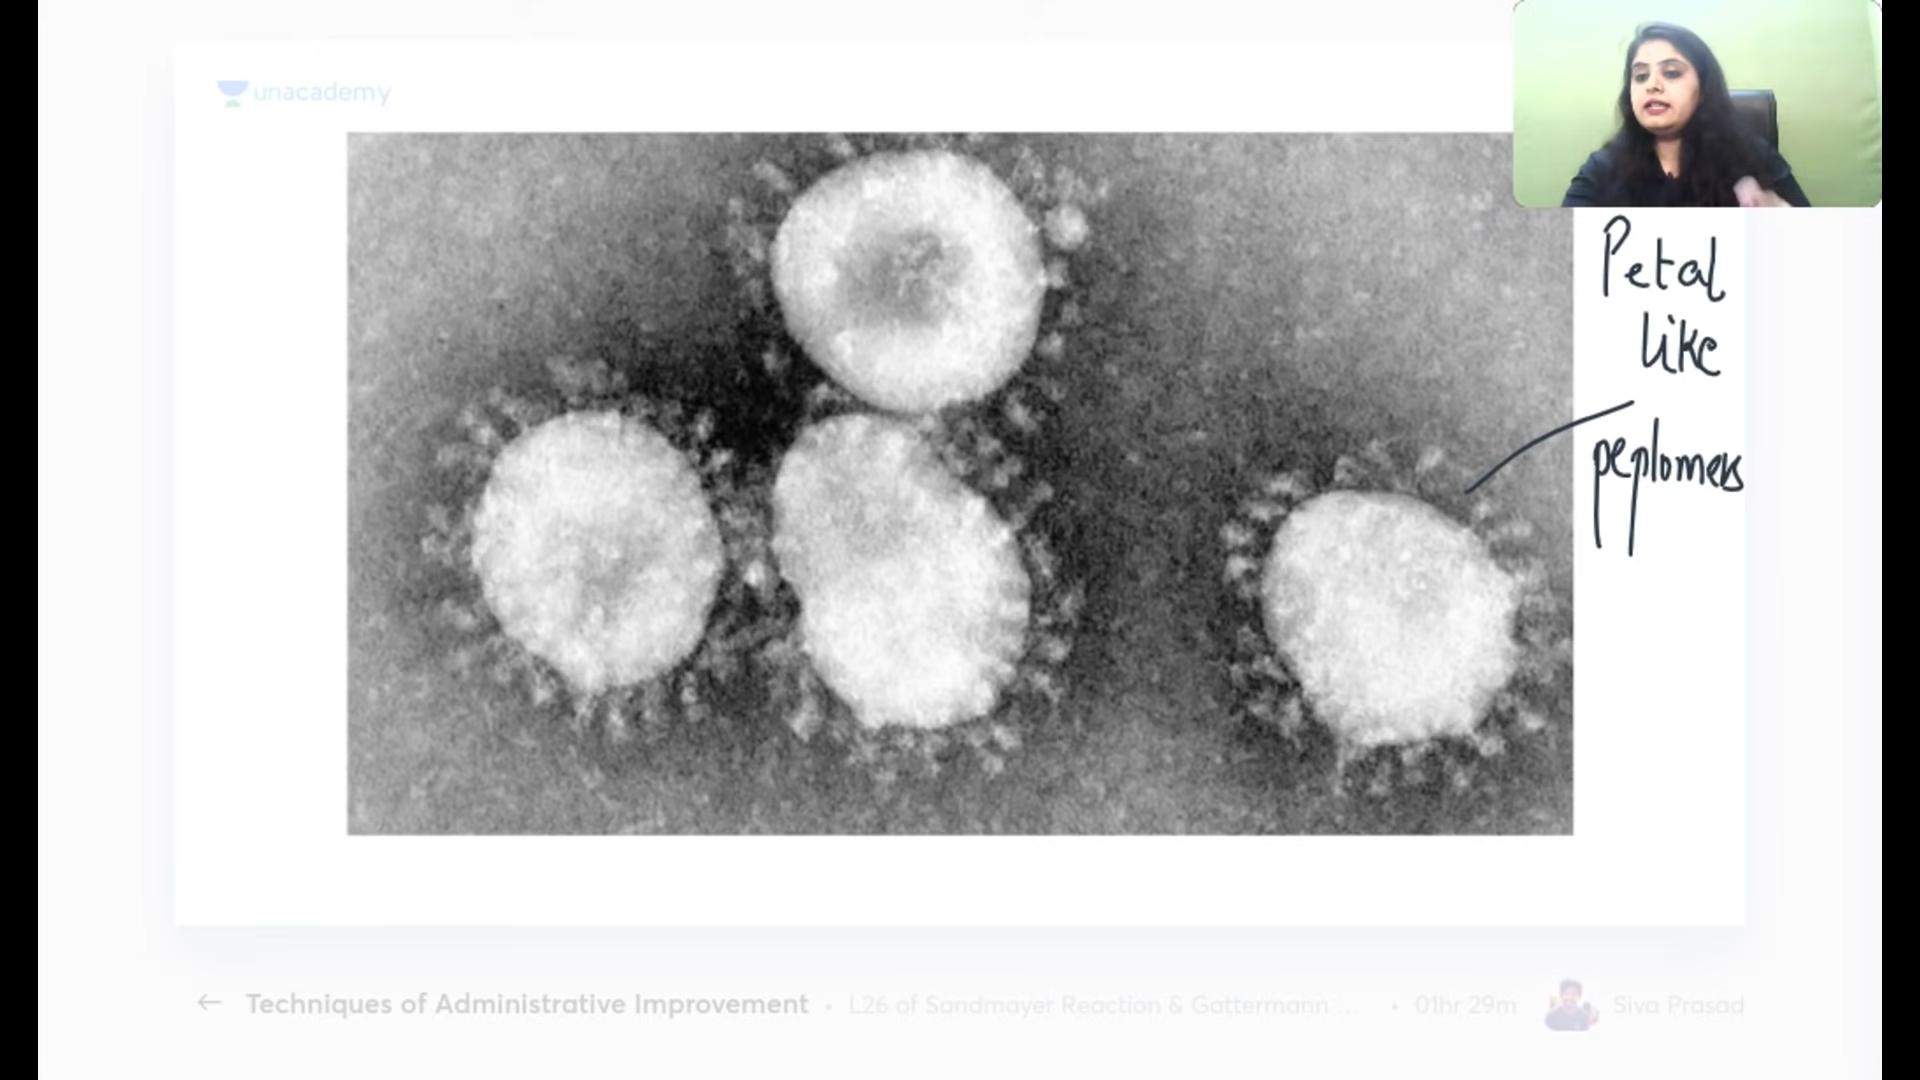 unacademy
Petal
like
peplomers
← Techniques of Administrative Improvement • L26 of Sandmayer Reaction & Gattermann ... • 01hr 29m Siva Prasad